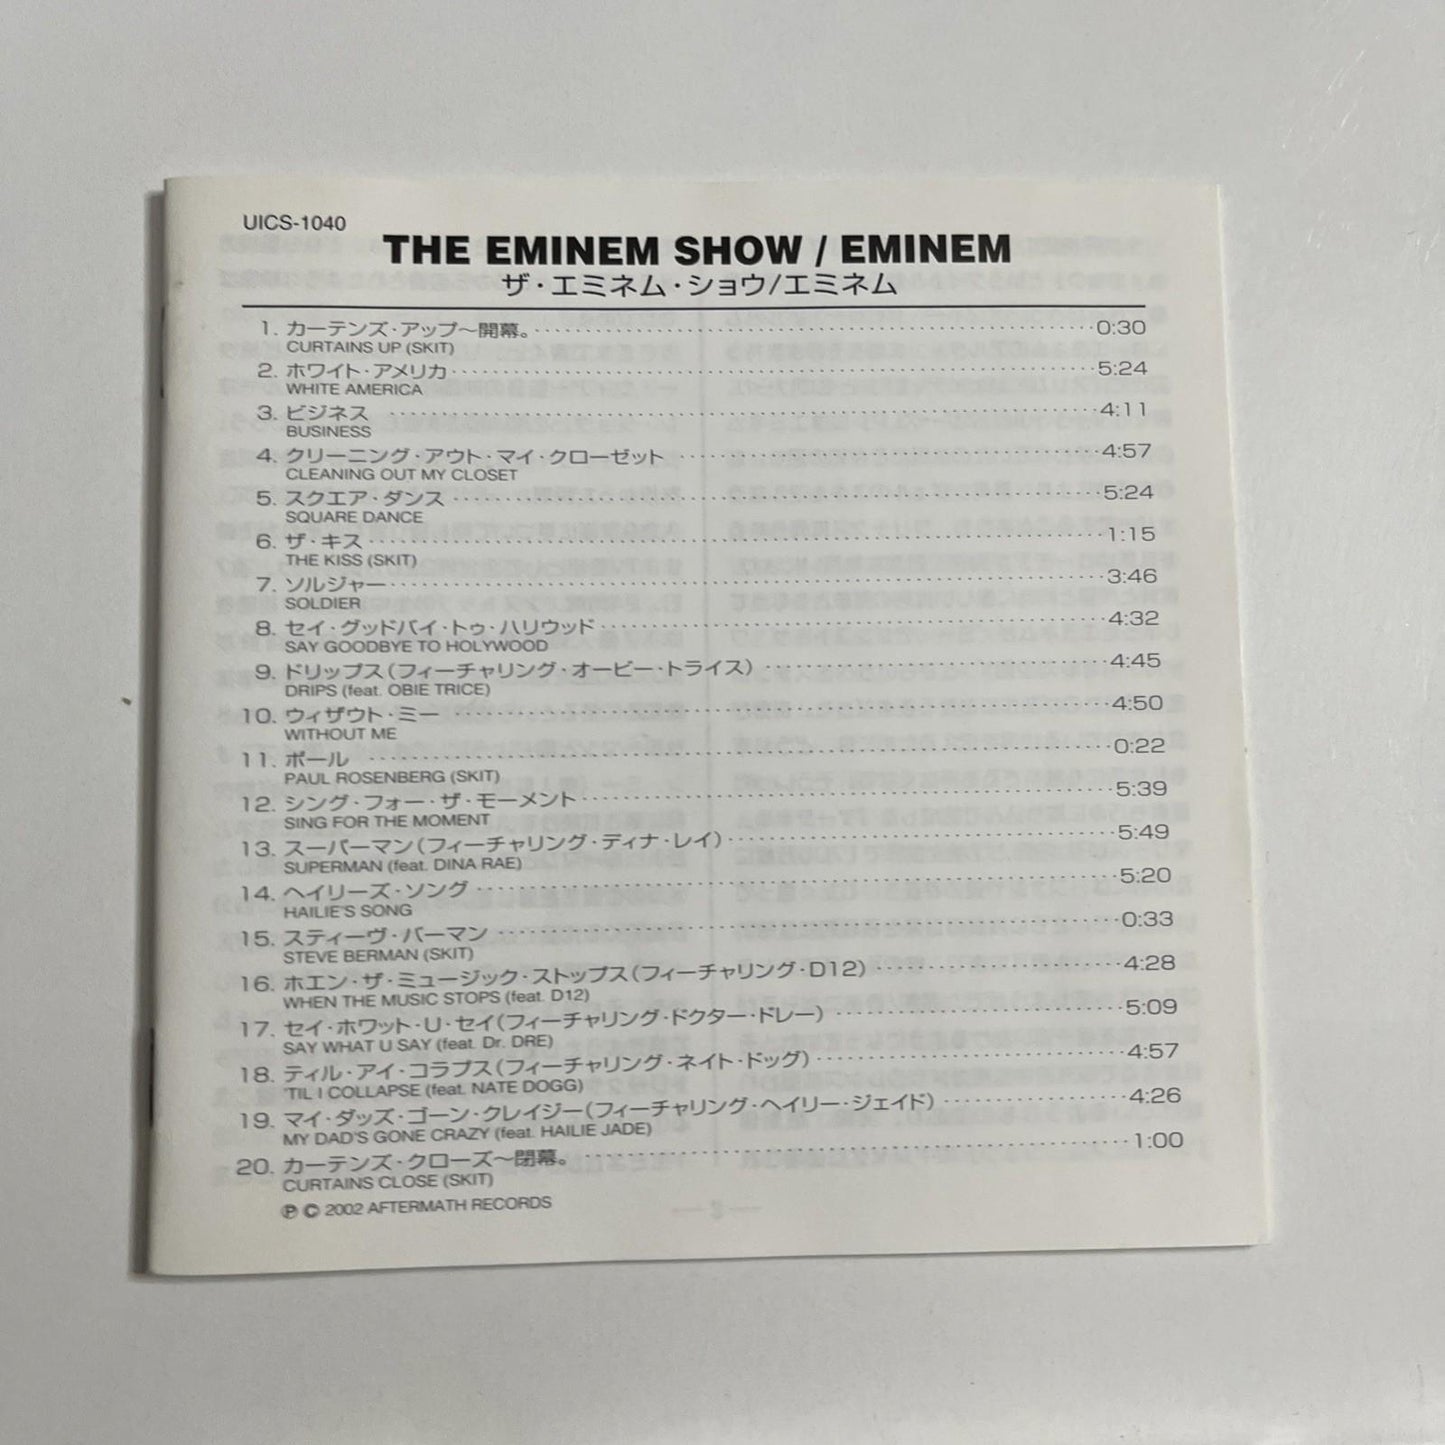 UICS-1040
THE EMINEM SHOW / EMINEM
ザ・エミネム・ショウ/エミネム
1. カーテンズ・アップ〜開幕。 0:30
CURTAINS UP (SKIT)
2. ホワイト・アメリカ 5:24
WHITE AMERICA
3. ビジネス 4:11
BUSINESS
4. クリーニング・アウト・マイ・クローゼット 4:57
CLEANING OUT MY CLOSET
5. スクエア・ダンス 5:24
SQUARE DANCE
6. ザ・キス 1:15
THE KISS (SKIT)
7. ソルジャー 3:46
SOLDIER
8. セイ・グッドバイ・トゥ・ハリウッド 4:32
SAY GOODBYE TO HOLYWOOD
9. ドリップス(フィーチャリング・オービー・トライス) 4:45
DRIPS (feat. OBIE TRICE)
10. ウィザウト・ミー 4:50
WITHOUT ME
11. ポール 0:22
PAUL ROSENBERG (SKIT)
12. シング・フォー・ザ・モーメント 5:39
SING FOR THE MOMENT
13. スーパーマン(フィーチャリング・ディナ・レイ) 5:49
SUPERMAN (feat. DINA RAE)
14. ヘイリーズ・ソング 5:20
HAILIE'S SONG
15. スティーヴ・バーマン 0:33
STEVE BERMAN (SKIT)
16. ホエン・ザ・ミュージック・ストップス(フィーチャリング・D12) 4:28
WHEN THE MUSIC STOPS (feat. D12)
17. セイ・ホワット・U・セイ(フィーチャリング・ドクター・ドレー) 5:09
SAY WHAT U SAY (feat. Dr. DRE)
18. ティル・アイ・コラプス(フィーチャリング・ネイト・ドッグ) 4:57
'TIL I COLLAPSE (feat. NATE DOGG)
19. マイ・ダッズ・ゴーン・クレイジー(フィーチャリング・ヘイリー・ジェイド) 4:26
MY DAD'S GONE CRAZY (feat. HAILIE JADE)
20. カーテンズ・クローズ〜閉幕。 1:00
CURTAINS CLOSE (SKIT)
℗ © 2002 AFTERMATH RECORDS